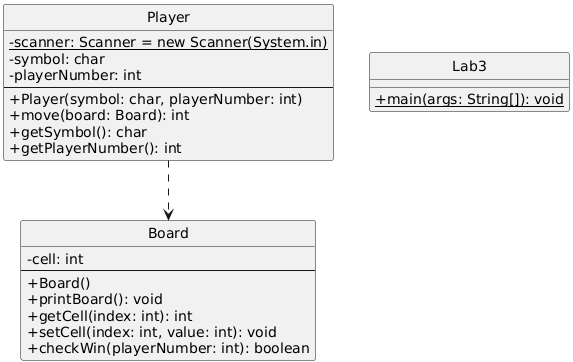 Player
-scanner: Scanner = new Scanner(System.in)
-symbol: char
-playerNumber: int
+Player(symbol: char, playerNumber: int)
+move(board: Board): int
+getSymbol(): char
+getPlayerNumber(): int
Lab3
+main(args: String[]): void
Board
-cell: int
+Board()
+printBoard(): void
+getCell(index: int): int
+setCell(index: int, value: int): void
+checkWin(playerNumber: int): boolean